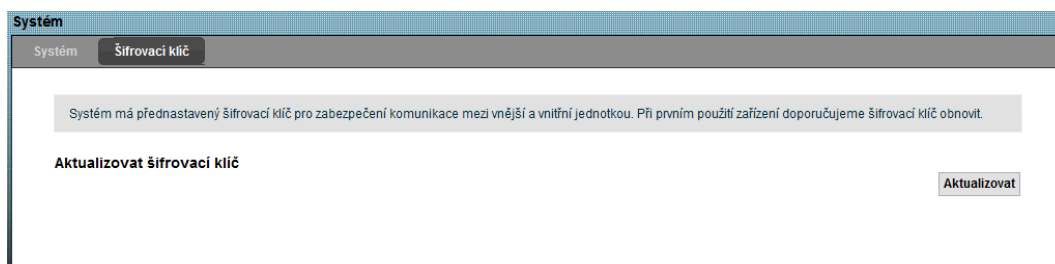 Systém
Systém Šifrovací klíč
Systém má přednastavený šifrovací klíč pro zabezpečení komunikace mezi vnější a vnitřní jednotkou. Při prvním použití zařízení doporučujeme šifrovací klíč obnovit.
Aktualizovat šifrovací klíč
Aktualizovat